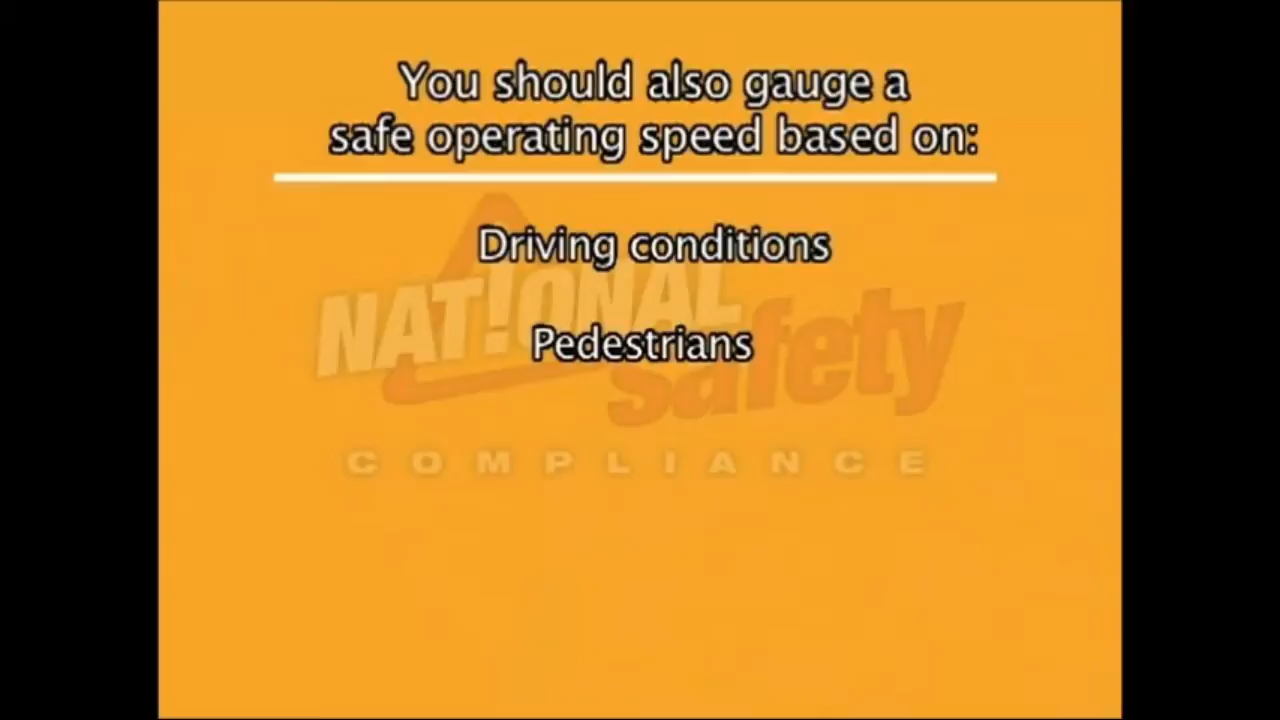 You should also gauge a
safe operating speed based on:
Driving conditions
NAT!ONAL
Pedestrians
safety
COMPLIANCE